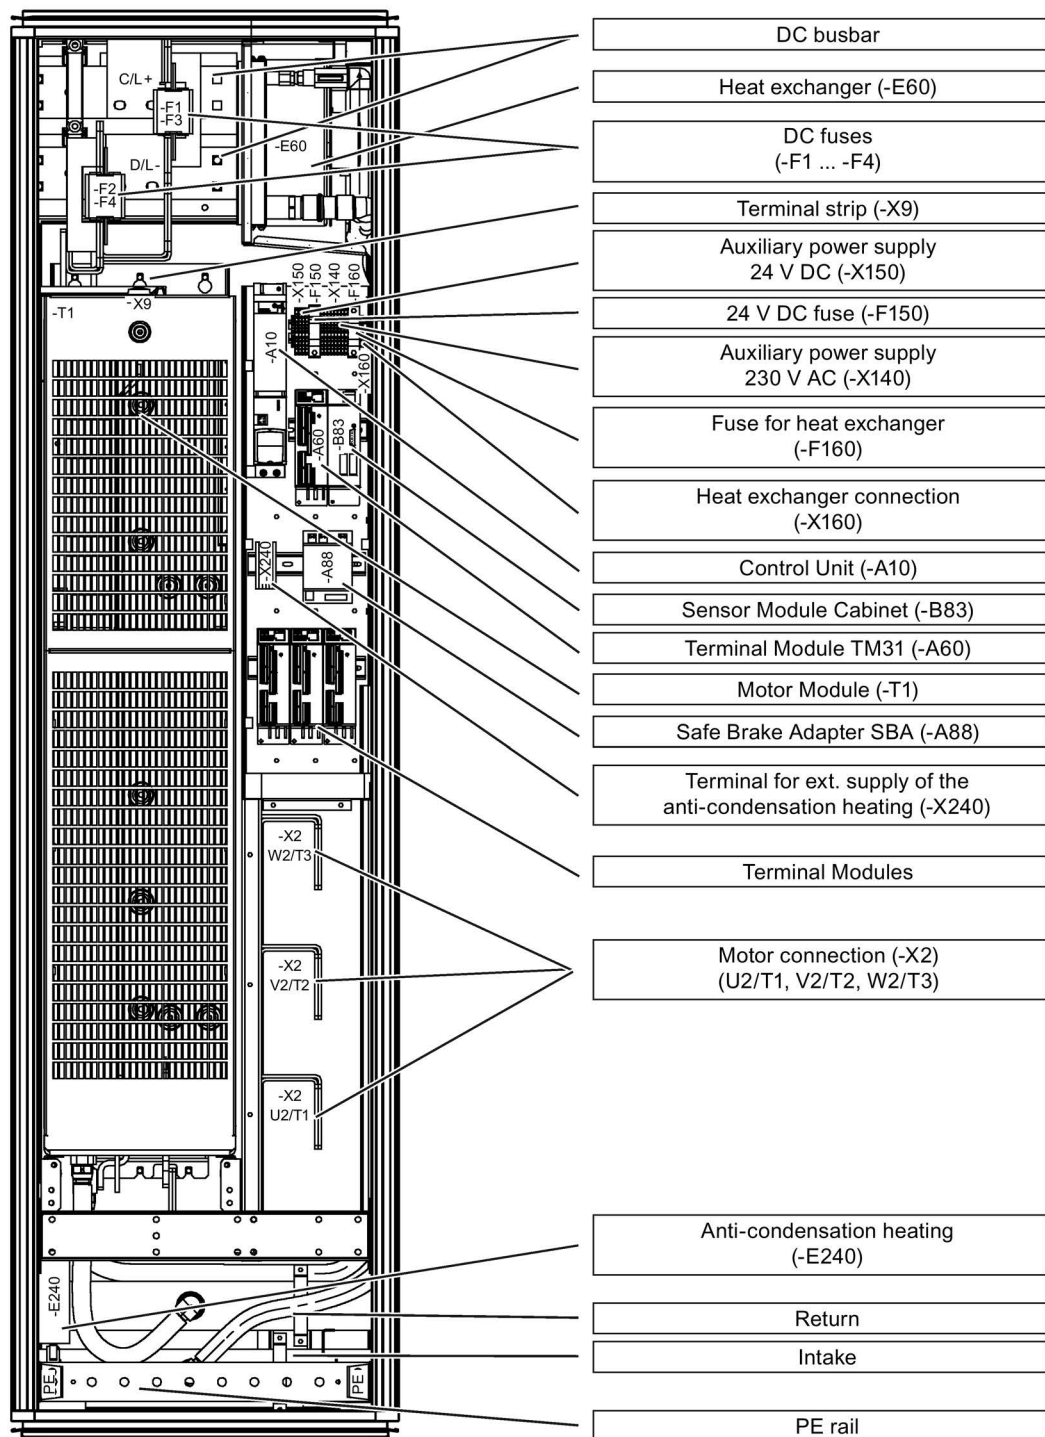 C/L+
-F1
-F3
D/L-
-F2
-F4
-E60
-X9
-T1
-X150
-F150
-X140
-F160
-A10
-X160
-B83
-A60
-X240
-A88
-X2
W2/T3
-X2
V2/T2
-X2
U2/T1
-E240
PE
PE
DC busbar
Heat exchanger (-E60)
DC fuses
(-F1 ... -F4)
Terminal strip (-X9)
Auxiliary power supply
24 V DC (-X150)
24 V DC fuse (-F150)
Auxiliary power supply
230 V AC (-X140)
Fuse for heat exchanger
(-F160)
Heat exchanger connection
(-X160)
Control Unit (-A10)
Sensor Module Cabinet (-B83)
Terminal Module TM31 (-A60)
Motor Module (-T1)
Safe Brake Adapter SBA (-A88)
Terminal for ext. supply of the
anti-condensation heating (-X240)
Terminal Modules
Motor connection (-X2)
(U2/T1, V2/T2, W2/T3)
Anti-condensation heating
(-E240)
Return
Intake
PE rail